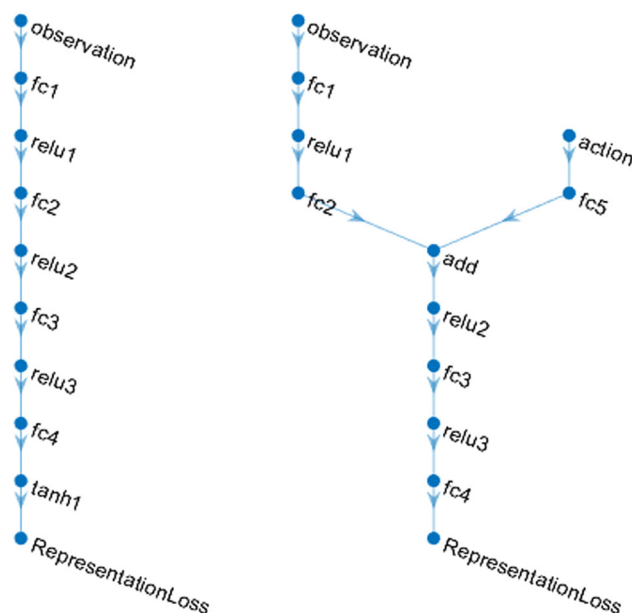 observation
fc1
relu1
fc2
relu2
fc3
relu3
fc4
tanh1
RepresentationLoss
observation
fc1
relu1
fc2
action
fc5
add
relu2
fc3
relu3
fc4
RepresentationLoss